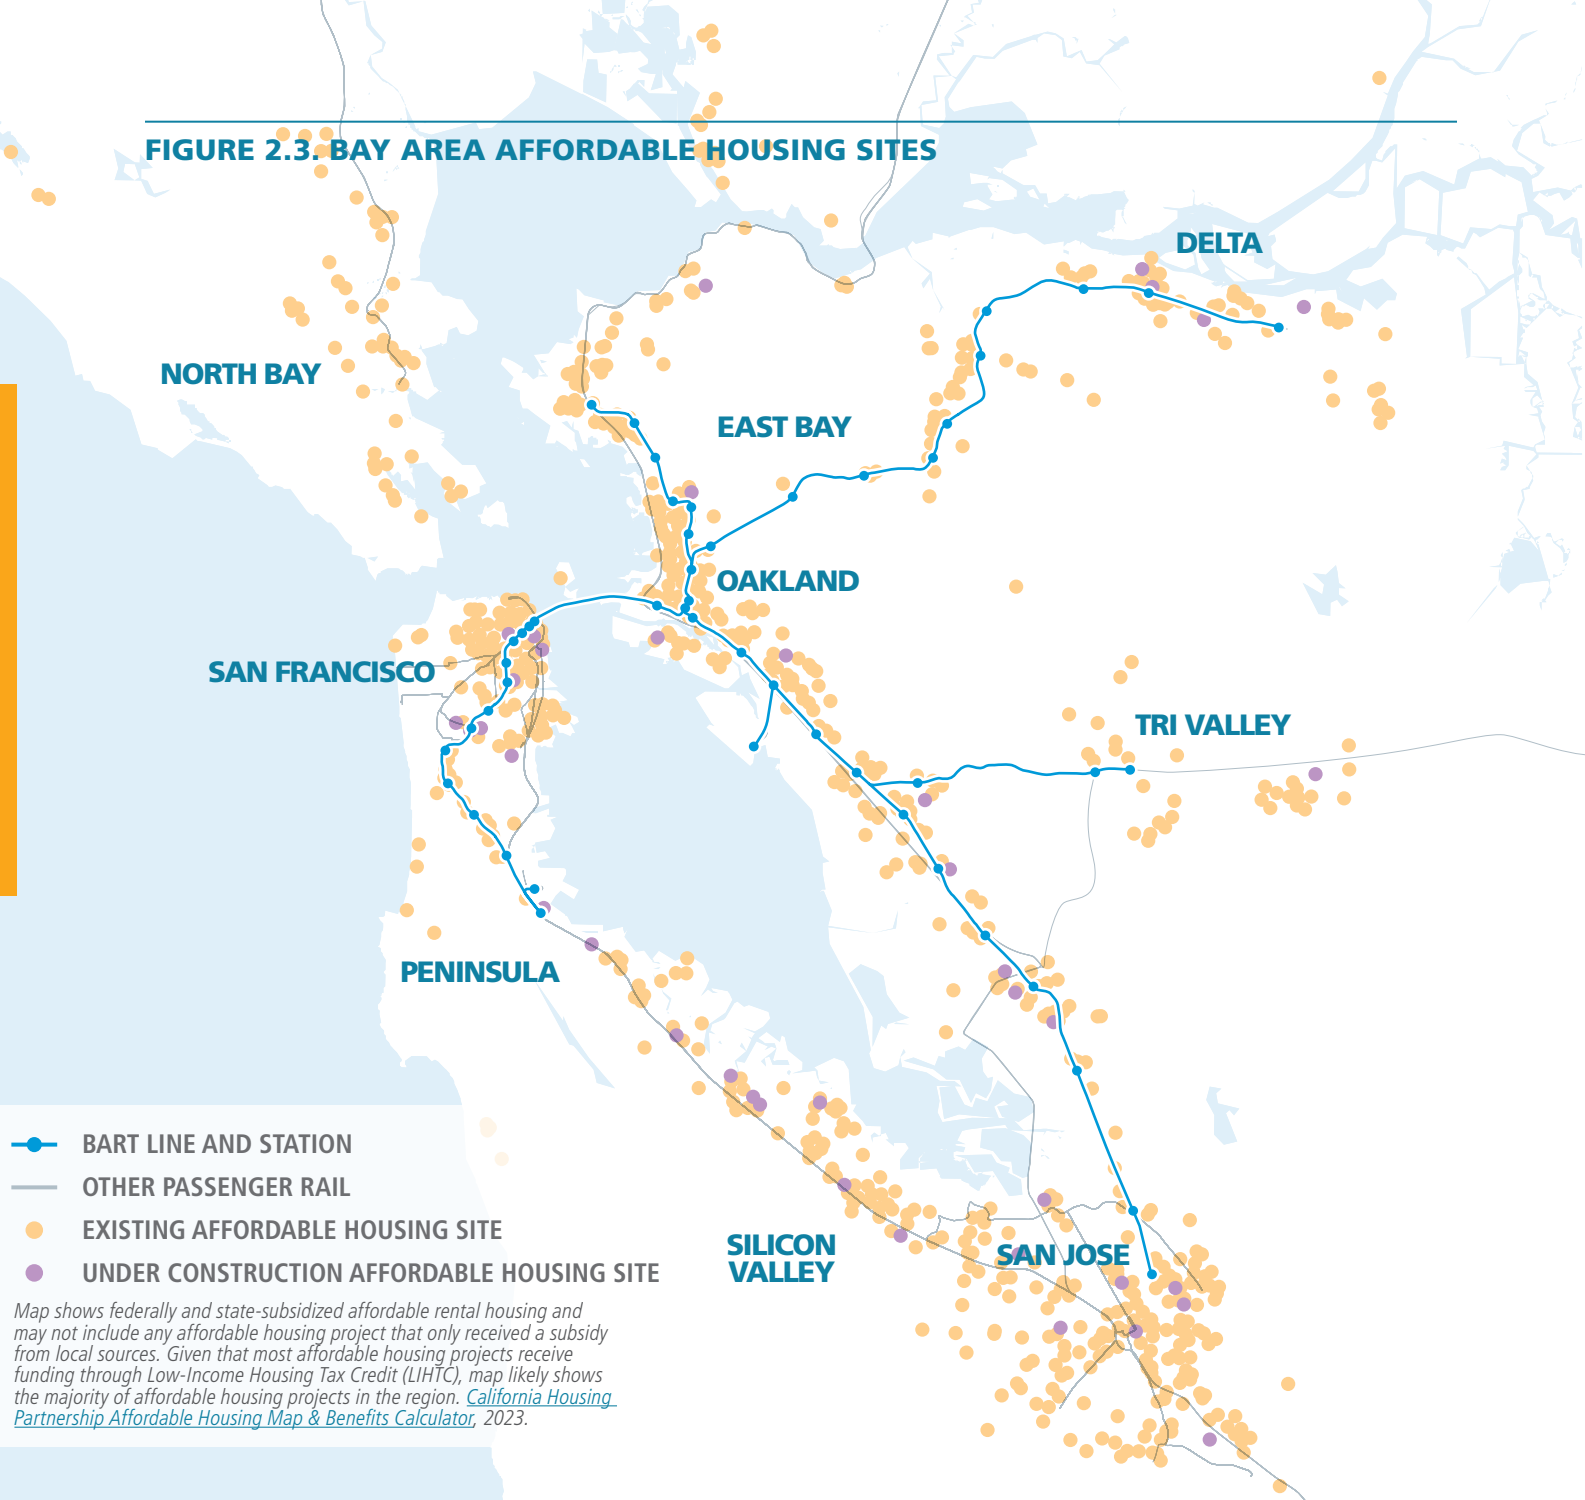 FIGURE 2.3. BAY AREA AFFORDABLE HOUSING SITES
DELTA
NORTH BAY
EAST BAY
OAKLAND
SAN FRANCISCO
TRI VALLEY
PENINSULA
SILICON
VALLEY
SAN JOSE
BART LINE AND STATION
OTHER PASSENGER RAIL
EXISTING AFFORDABLE HOUSING SITE
UNDER CONSTRUCTION AFFORDABLE HOUSING SITE
Map shows federally and state-subsidized affordable rental housing and
may not include any affordable housing project that only received a subsidy
from local sources. Given that most affordable housing projects receive
funding through Low-Income Housing Tax Credit (LIHTC), map likely shows
the majority of affordable housing projects in the region. California Housing
Partnership Affordable Housing Map & Benefits Calculator, 2023.